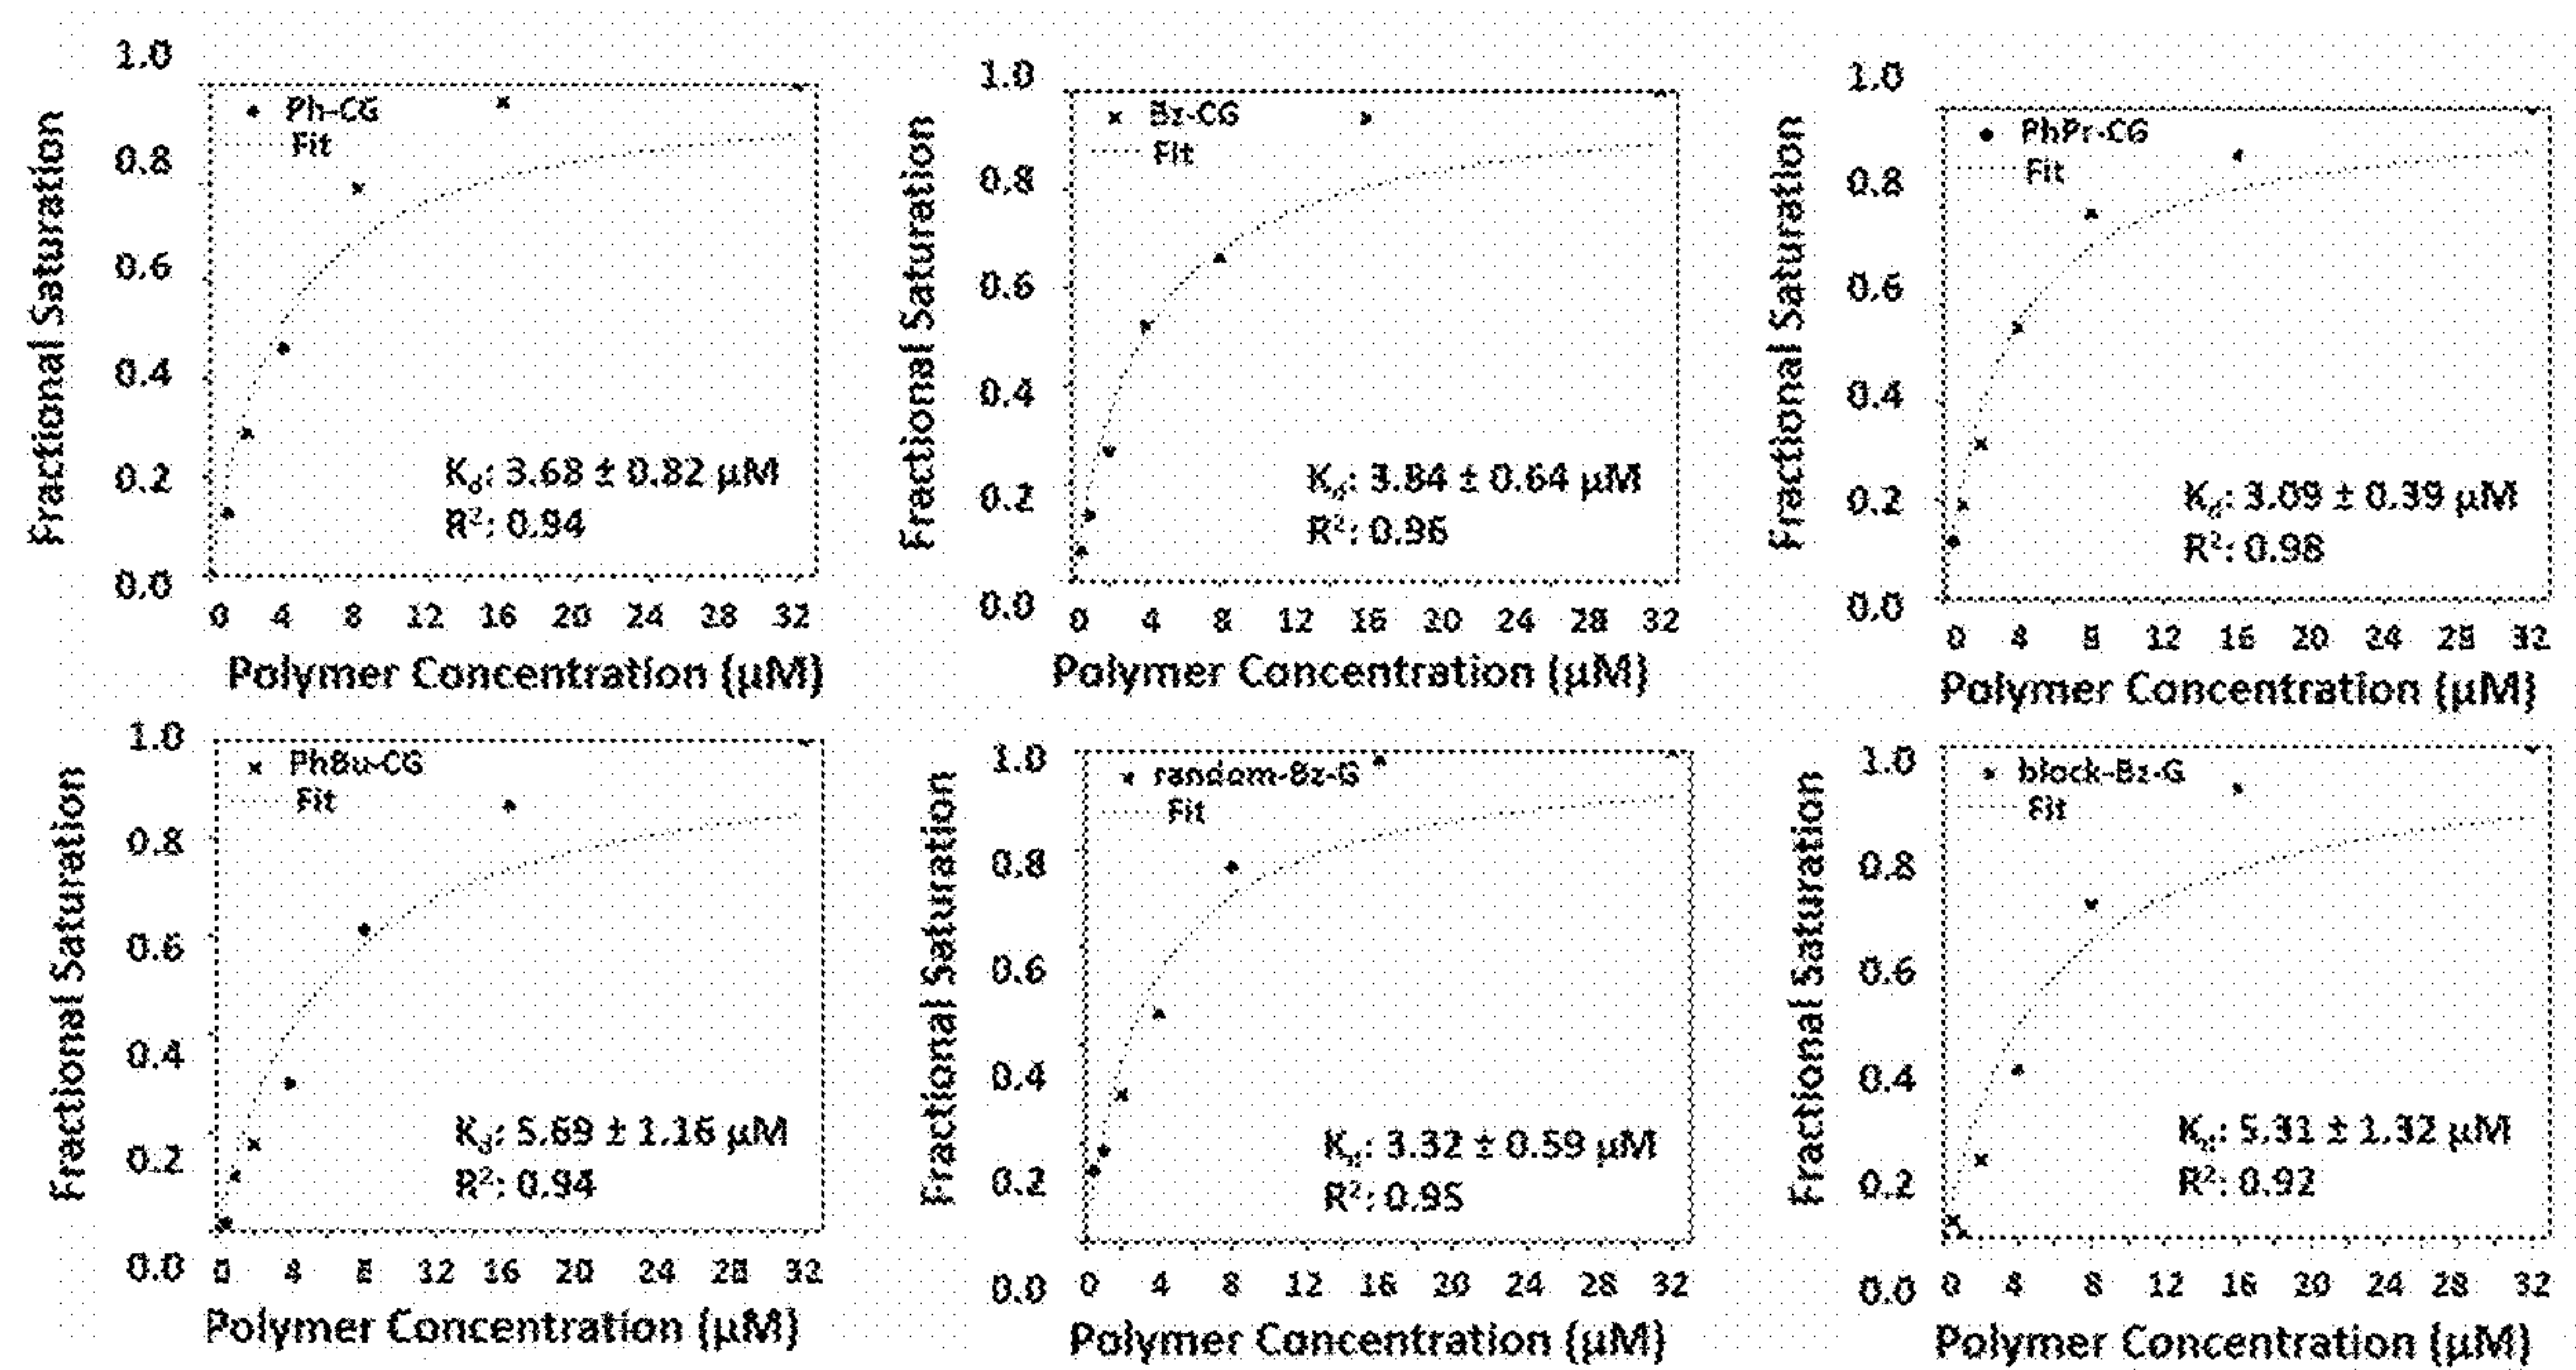 1.0
0.8
0.6
0.4
0.2
0.0
Fractional Saturation
Ph-CG
Fit
K_d: 3.68 ± 0.82 µM
R²: 0.94
0 4 8 12 16 20 24 28 32
Polymer Concentration (µM)
1.0
0.8
0.6
0.4
0.2
0.0
Fractional Saturation
Bz-CG
Fit
K_d: 3.84 ± 0.64 µM
R²: 0.96
0 4 8 12 16 20 24 28 32
Polymer Concentration (µM)
1.0
0.8
0.6
0.4
0.2
0.0
Fractional Saturation
PhPr-CG
Fit
K_d: 3.09 ± 0.39 µM
R²: 0.98
0 4 8 12 16 20 24 28 32
Polymer Concentration (µM)
1.0
0.8
0.6
0.4
0.2
0.0
Fractional Saturation
PhBu-CG
Fit
K_d: 5.69 ± 1.16 µM
R²: 0.94
0 4 8 12 16 20 24 28 32
Polymer Concentration (µM)
1.0
0.8
0.6
0.4
0.2
0.0
Fractional Saturation
random-Bz-G
Fit
K_d: 3.32 ± 0.59 µM
R²: 0.95
0 4 8 12 16 20 24 28 32
Polymer Concentration (µM)
1.0
0.8
0.6
0.4
0.2
0.0
Fractional Saturation
block-Bz-G
Fit
K_d: 5.31 ± 1.32 µM
R²: 0.92
0 4 8 12 16 20 24 28 32
Polymer Concentration (µM)